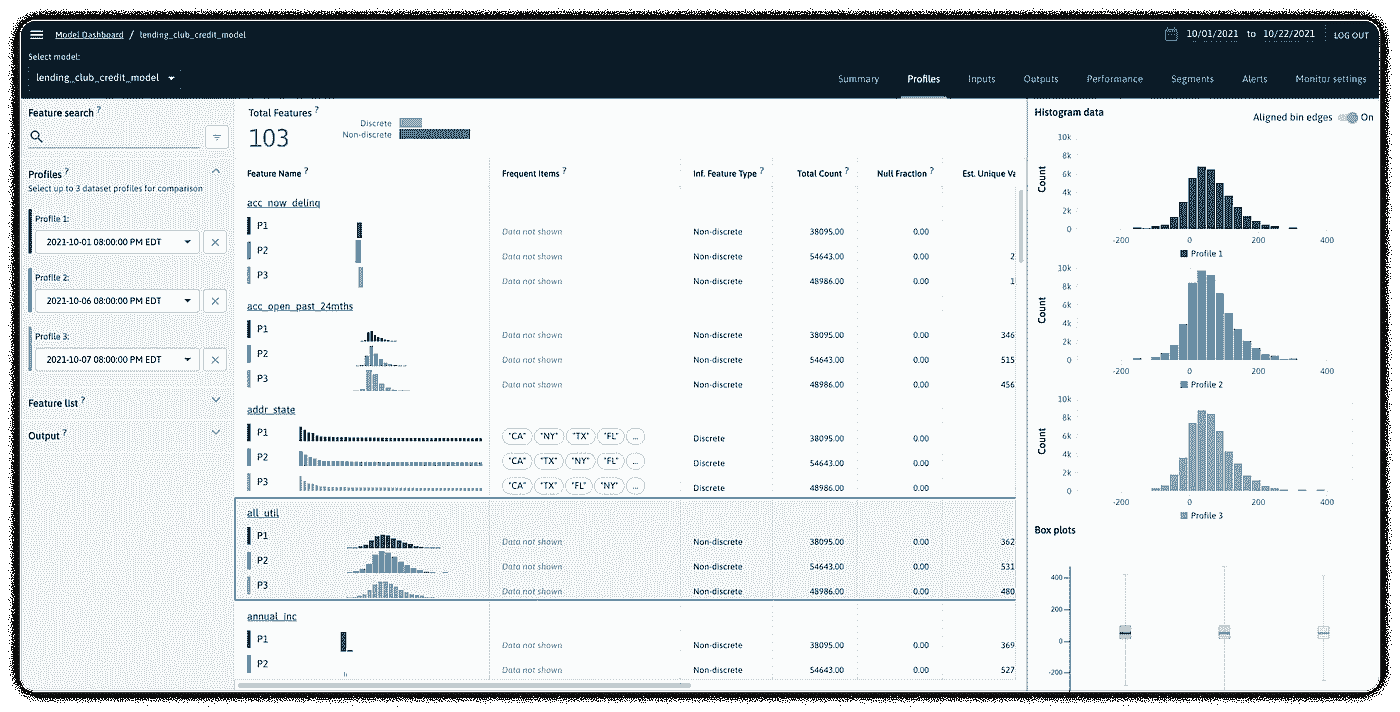 Model Dashboard / lending_club_credit_model
10/01/2021 to 10/22/2021 LOG OUT
Select model:
lending_club_credit_model
Summary Profiles Inputs Outputs Performance Segments Alerts Monitor settings
Feature search ?
Profiles ?
Select up to 3 dataset profiles for comparison
Profile 1:
2021-10-01 08:00:00 PM EDT
Profile 2:
2021-10-06 08:00:00 PM EDT
Profile 3:
2021-10-07 08:00:00 PM EDT
Feature list ?
Output ?
Total Features ?
103
Discrete
Non-discrete
Feature Name ? Frequent Items ? Inf. Feature Type ? Total Count ? Null Fraction ? Est. Unique Va
acc_now_delinq
P1 Data not shown Non-discrete 38095.00 0.00
P2 Data not shown Non-discrete 54643.00 0.00 2
P3 Data not shown Non-discrete 48986.00 0.00 1
acc_open_past_24mths
P1 Data not shown Non-discrete 38095.00 0.00 346
P2 Data not shown Non-discrete 54643.00 0.00 515
P3 Data not shown Non-discrete 48986.00 0.00 456
addr_state
P1 "CA" "NY" "TX" "FL" ... Discrete 38095.00 0.00
P2 "CA" "TX" "NY" "FL" ... Discrete 54643.00 0.00
P3 "CA" "TX" "FL" "NY" ... Discrete 48986.00 0.00
all_util
P1 Data not shown Non-discrete 38095.00 0.00 362
P2 Data not shown Non-discrete 54643.00 0.00 531
P3 Data not shown Non-discrete 48986.00 0.00 480
annual_inc
P1 Data not shown Non-discrete 38095.00 0.00 369
P2 Data not shown Non-discrete 54643.00 0.00 527
Histogram data
Aligned bin edges On
10k
8k
6k
4k
2k
0
Count
-200 0 200 400
Profile 1
10k
8k
6k
4k
2k
0
Count
-200 0 200 400
Profile 2
10k
8k
6k
4k
2k
0
Count
-200 0 200 400
Profile 3
Box plots
400
200
0
-200